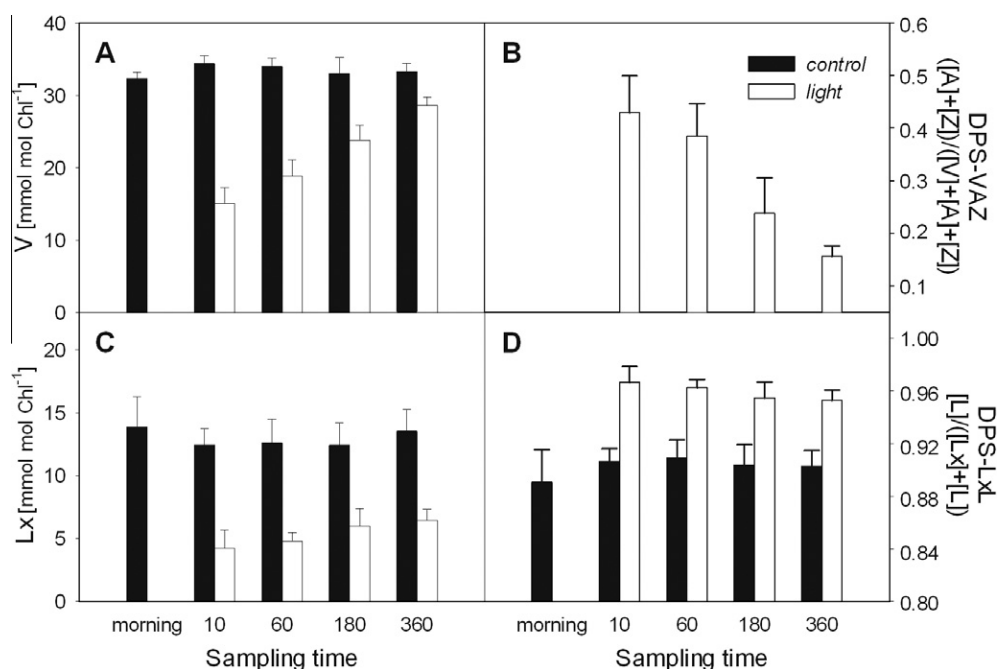 A
V [mmol mol Chl⁻¹]
40
30
20
10
0
B
control
light
0.6
0.5
0.4
0.3
0.2
0.1
DPS-VAZ
([A]+[Z])/([V]+[A]+[Z])
C
Lx [mmol mol Chl⁻¹]
20
15
10
5
0
morning 10 60 180 360
Sampling time
D
1.00
0.96
0.92
0.88
0.84
0.80
DPS-LxL
[L]/([Lx]+[L])
morning 10 60 180 360
Sampling time